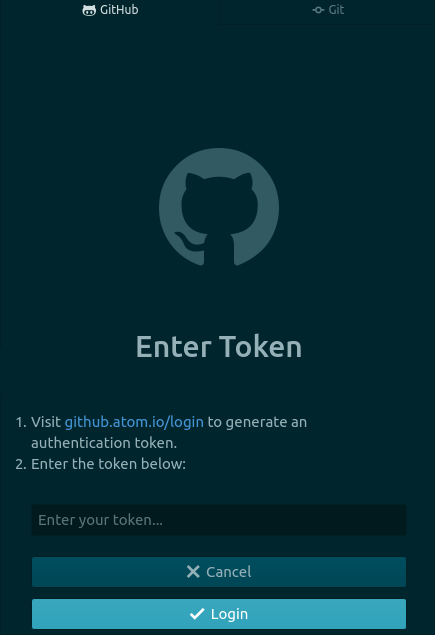 GitHub
Git
Enter Token
1. Visit github.atom.io/login to generate an
authentication token.
2. Enter the token below:
Enter your token...
Cancel
Login